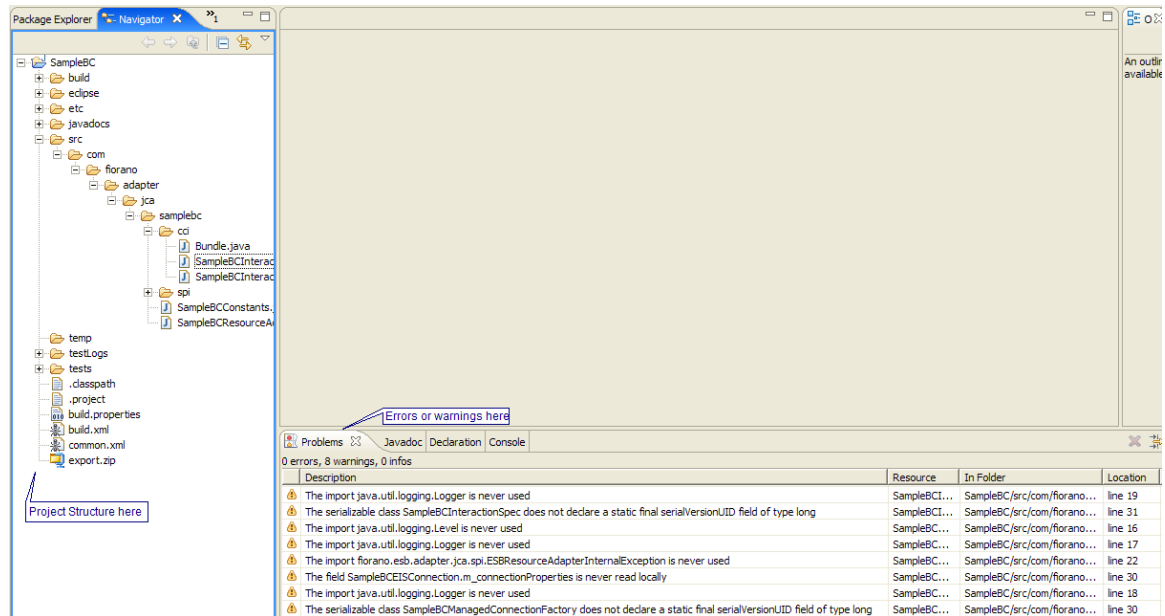 Package Explorer Navigator 1
SampleBC
build
eclipse
etc
javadocs
src
com
fiorano
adapter
jca
samplebc
cci
Bundle.java
SampleBCInterac
SampleBCInterac
spi
SampleBCConstants.
SampleBCResourceA
temp
testLogs
tests
.classpath
.project
build.properties
build.xml
common.xml
export.zip
Project Structure here
An outlin
available
Errors or warnings here
Problems Javadoc Declaration Console
0 errors, 8 warnings, 0 infos
Description Resource In Folder Location
The import java.util.logging.Logger is never used SampleBCI... SampleBC/src/com/fiorano... line 19
The serializable class SampleBCInteractionSpec does not declare a static final serialVersionUID field of type long SampleBC... SampleBC/src/com/fiorano... line 31
The import java.util.logging.Level is never used SampleBC... SampleBC/src/com/fiorano... line 16
The import java.util.logging.Logger is never used SampleBC... SampleBC/src/com/fiorano... line 17
The import fiorano.esb.adapter.jca.spi.ESBResourceAdapterInternalException is never used SampleBC... SampleBC/src/com/fiorano... line 22
The field SampleBCEISConnection.m_connectionProperties is never read locally SampleBC... SampleBC/src/com/fiorano... line 30
The import java.util.logging.Logger is never used SampleBC... SampleBC/src/com/fiorano... line 18
The serializable class SampleBCManagedConnectionFactory does not declare a static final serialVersionUID field of type long SampleBC... SampleBC/src/com/fiorano... line 30